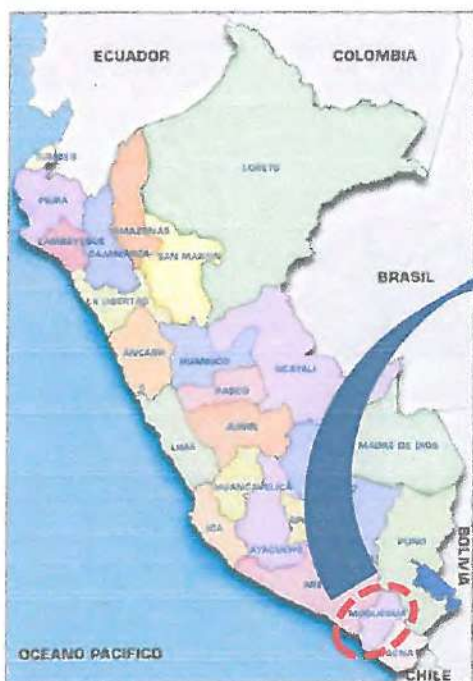 ECUADOR
COLOMBIA
TUMBES
LORETO
PIURA
AMAZONAS
LAMBAYEQUE
CAJAMARCA
SAN MARTIN
BRASIL
LA LIBERTAD
ANCASH
HUANUCO
UCAYALI
PASCO
JUNIN
LIMA
MADRE DE DIOS
HUANCAVELICA
ICA
AYACUCHO
PUNO
BOLIVIA
MOQUEGUA
OCEANO PACIFICO
CHILE